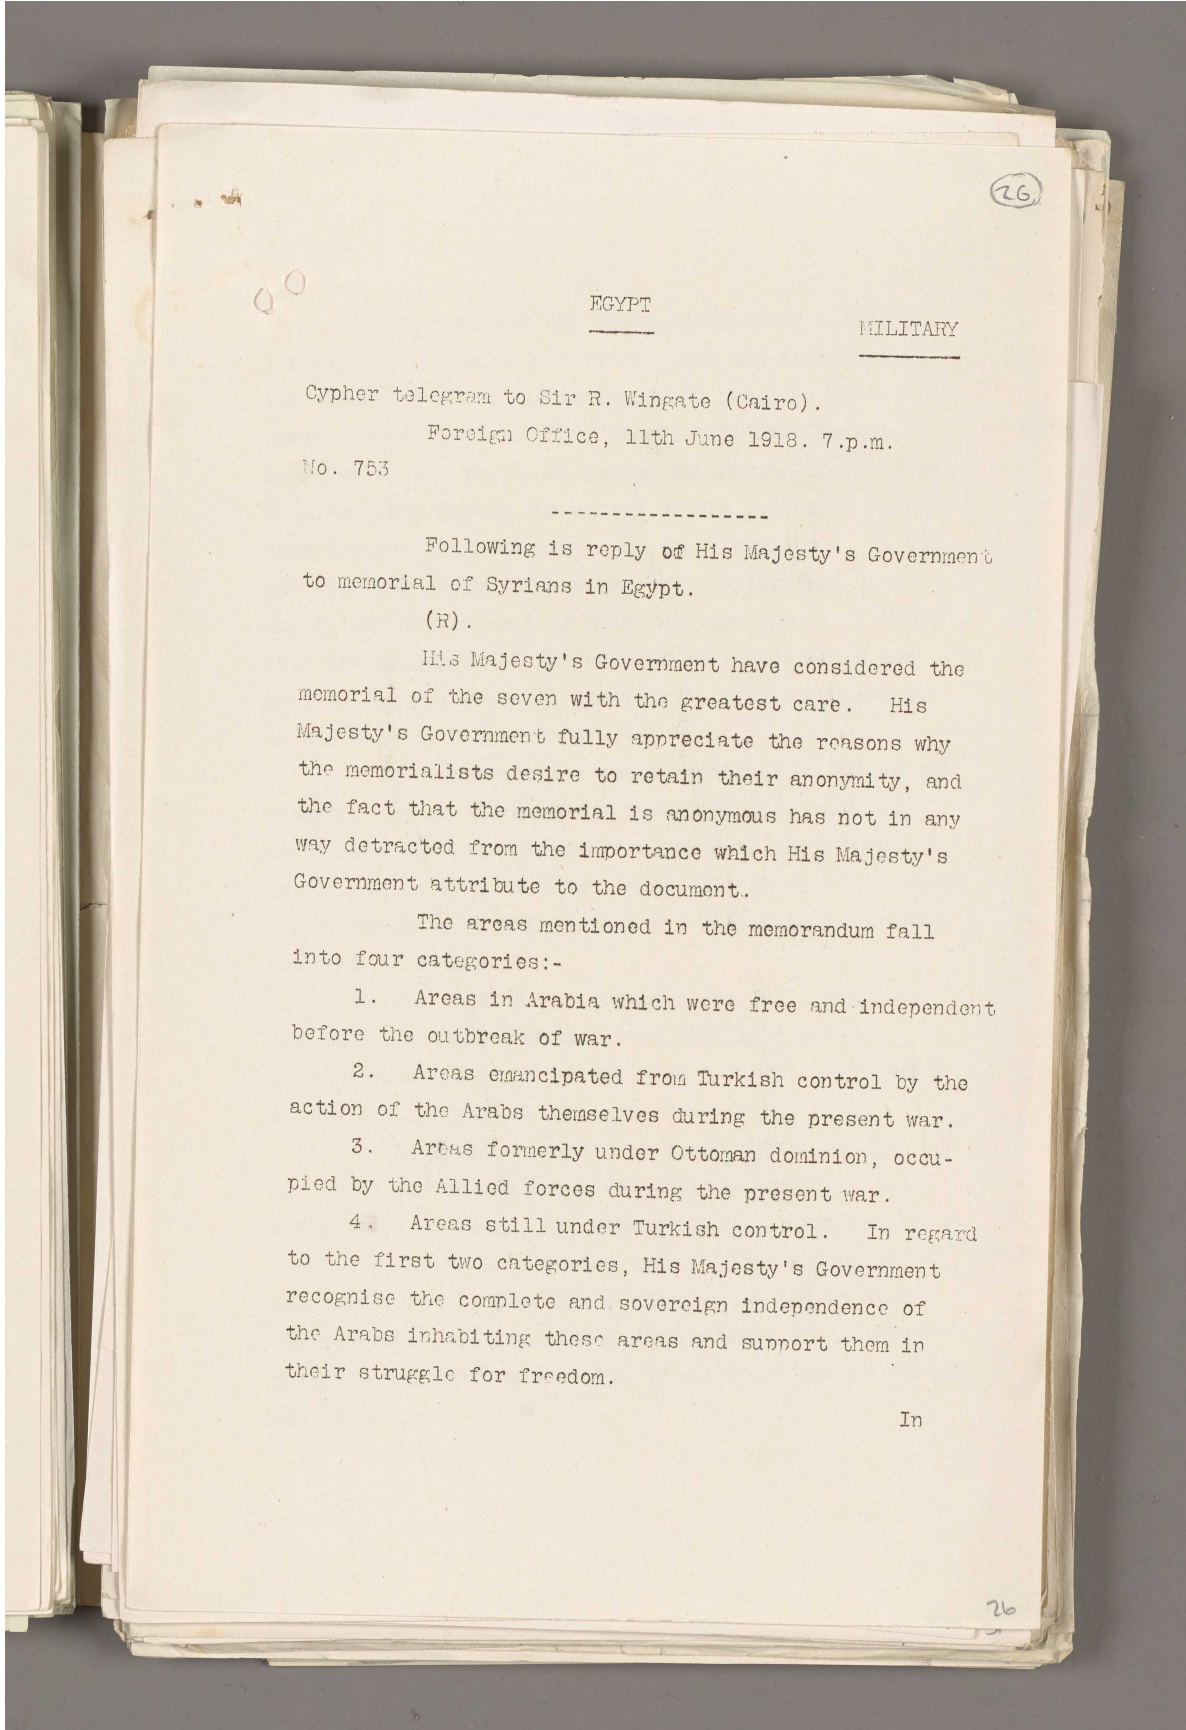 26
EGYPT
MILITARY
Cypher telegram to Sir R. Wingate (Cairo).
Foreign Office, 11th June 1918. 7.p.m.
No. 753
------------------
Following is reply of His Majesty's Government
to memorial of Syrians in Egypt.
(R).
His Majesty's Government have considered the
memorial of the seven with the greatest care. His
Majesty's Government fully appreciate the reasons why
the memorialists desire to retain their anonymity, and
the fact that the memorial is anonymous has not in any
way detracted from the importance which His Majesty's
Government attribute to the document.
The areas mentioned in the memorandum fall
into four categories:-
1. Areas in Arabia which were free and independent
before the outbreak of war.
2. Areas emancipated from Turkish control by the
action of the Arabs themselves during the present war.
3. Areas formerly under Ottoman dominion, occu-
pied by the Allied forces during the present war.
4. Areas still under Turkish control. In regard
to the first two categories, His Majesty's Government
recognise the complete and sovereign independence of
the Arabs inhabiting these areas and support them in
their struggle for freedom.
In
26